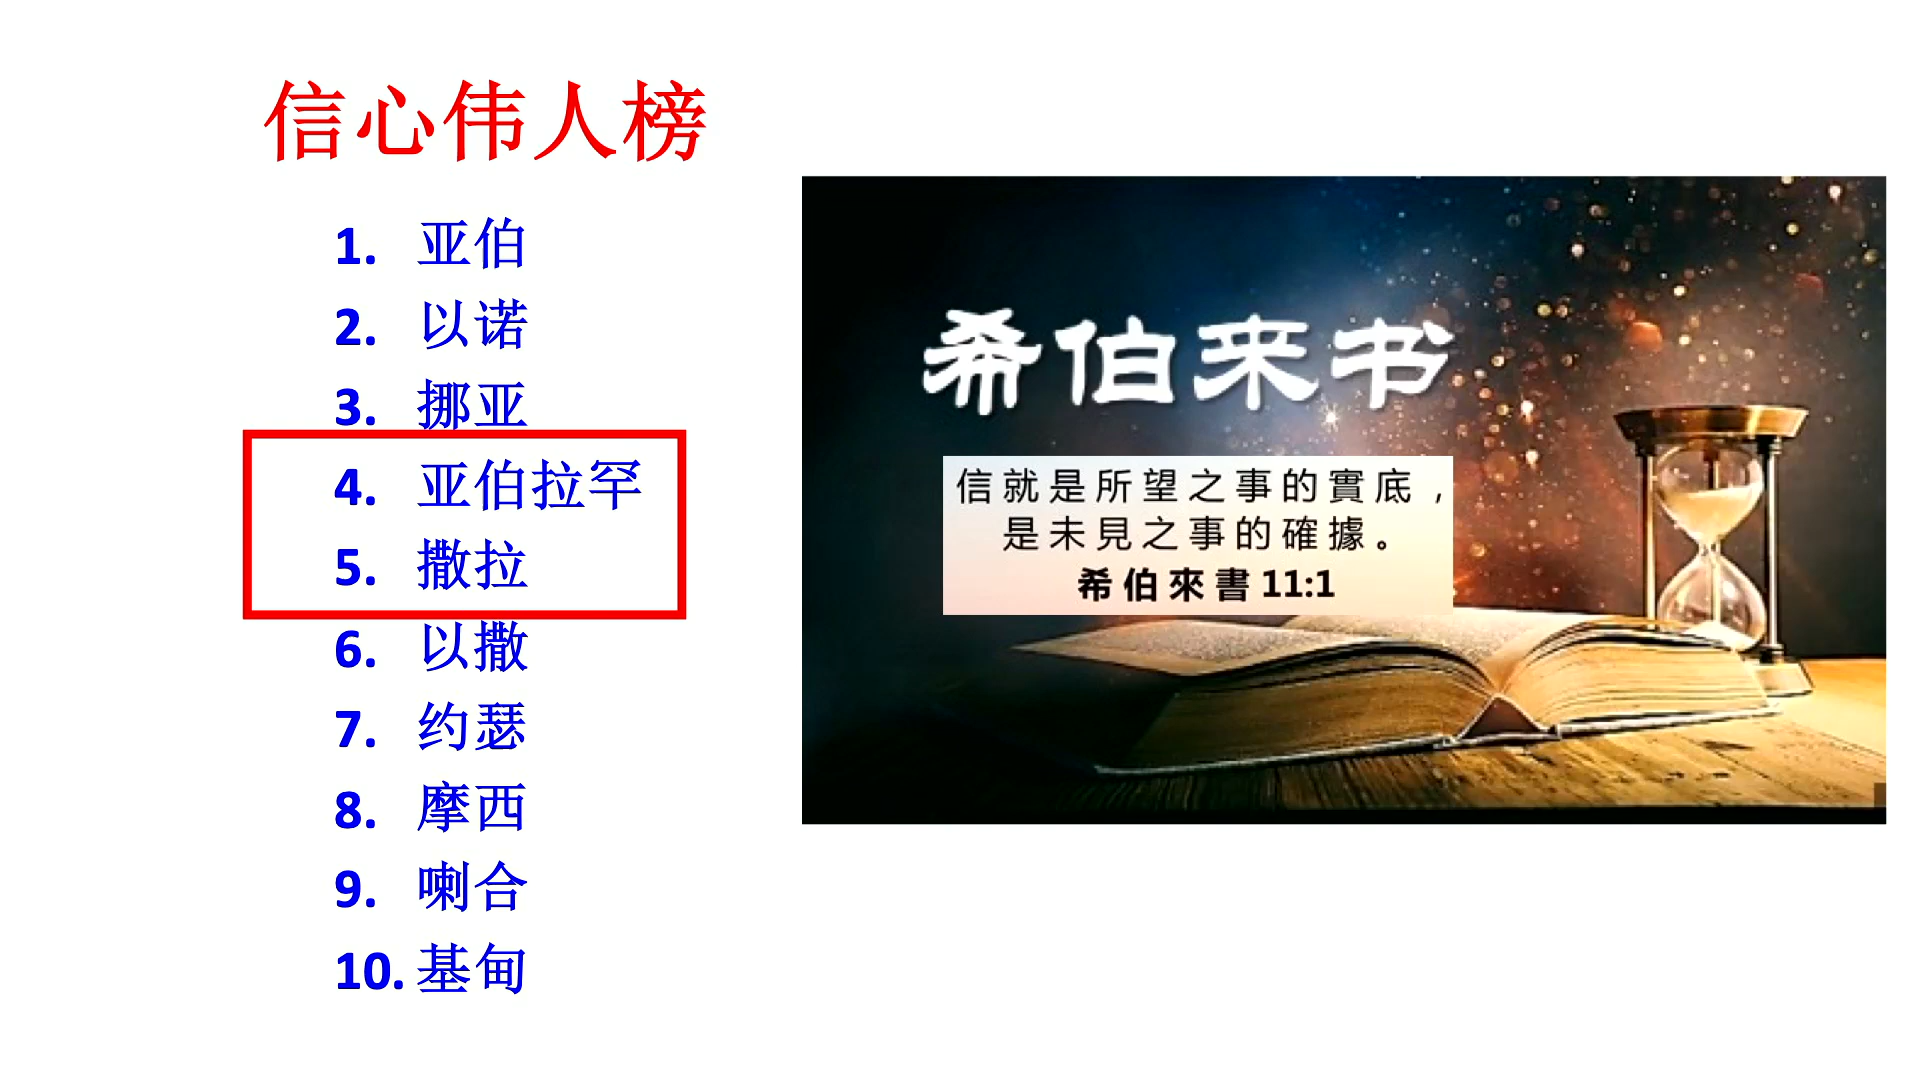 信心伟人榜
1. 亚伯
2. 以诺
3. 挪亚
4. 亚伯拉罕
5. 撒拉
6. 以撒
7. 约瑟
8. 摩西
9. 喇合
10. 基甸
希伯来书
信就是所望之事的實底，
是未見之事的確據。
希伯來書 11:1